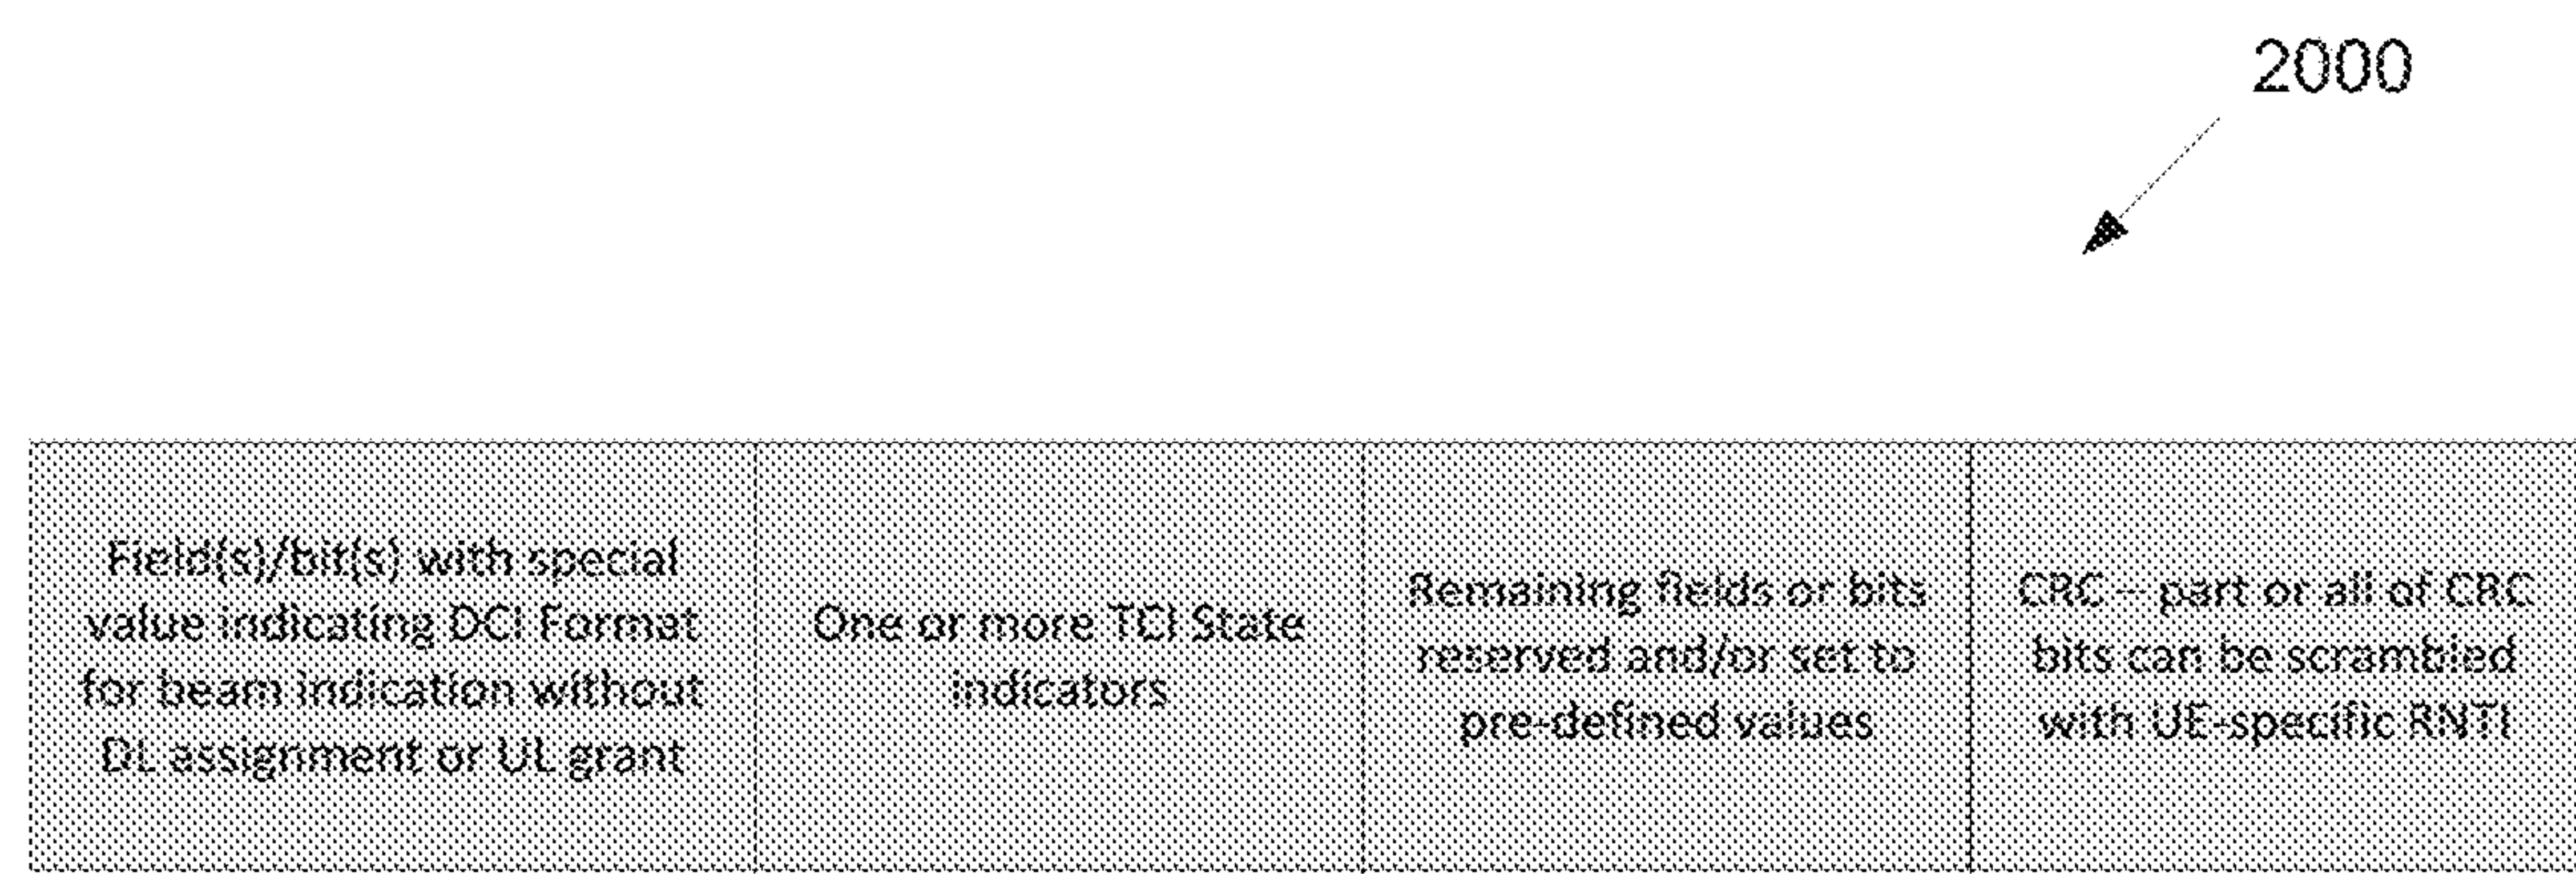 2000
Field(s)/bit(s) with special
value indicating DCI Format
for beam indication without
DL assignment or UL grant
One or more TCI State
indicators
Remaining fields or bits
reserved and/or set to
pre-defined values
CRC – part or all of CRC
bits can be scrambled
with UE-specific RNTI